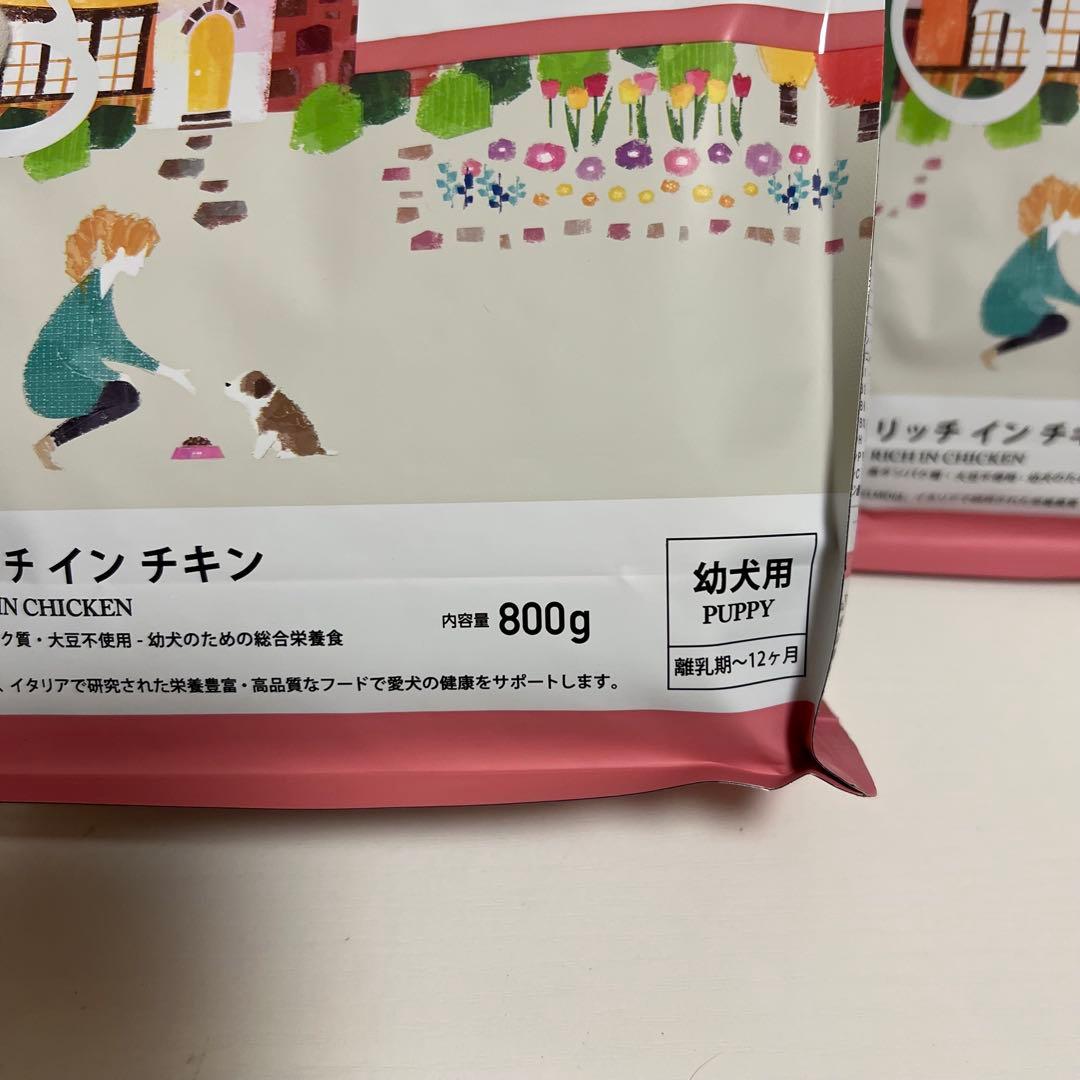 チ イン チキン
IN CHICKEN
ク質・大豆不使用 - 幼犬のための総合栄養食
、イタリアで研究された栄養豊富・高品質なフードで愛犬の健康をサポートします。
内容量 800g
幼犬用
PUPPY
離乳期～12ヶ月
リッチ イン チキ
RICH IN CHICKEN